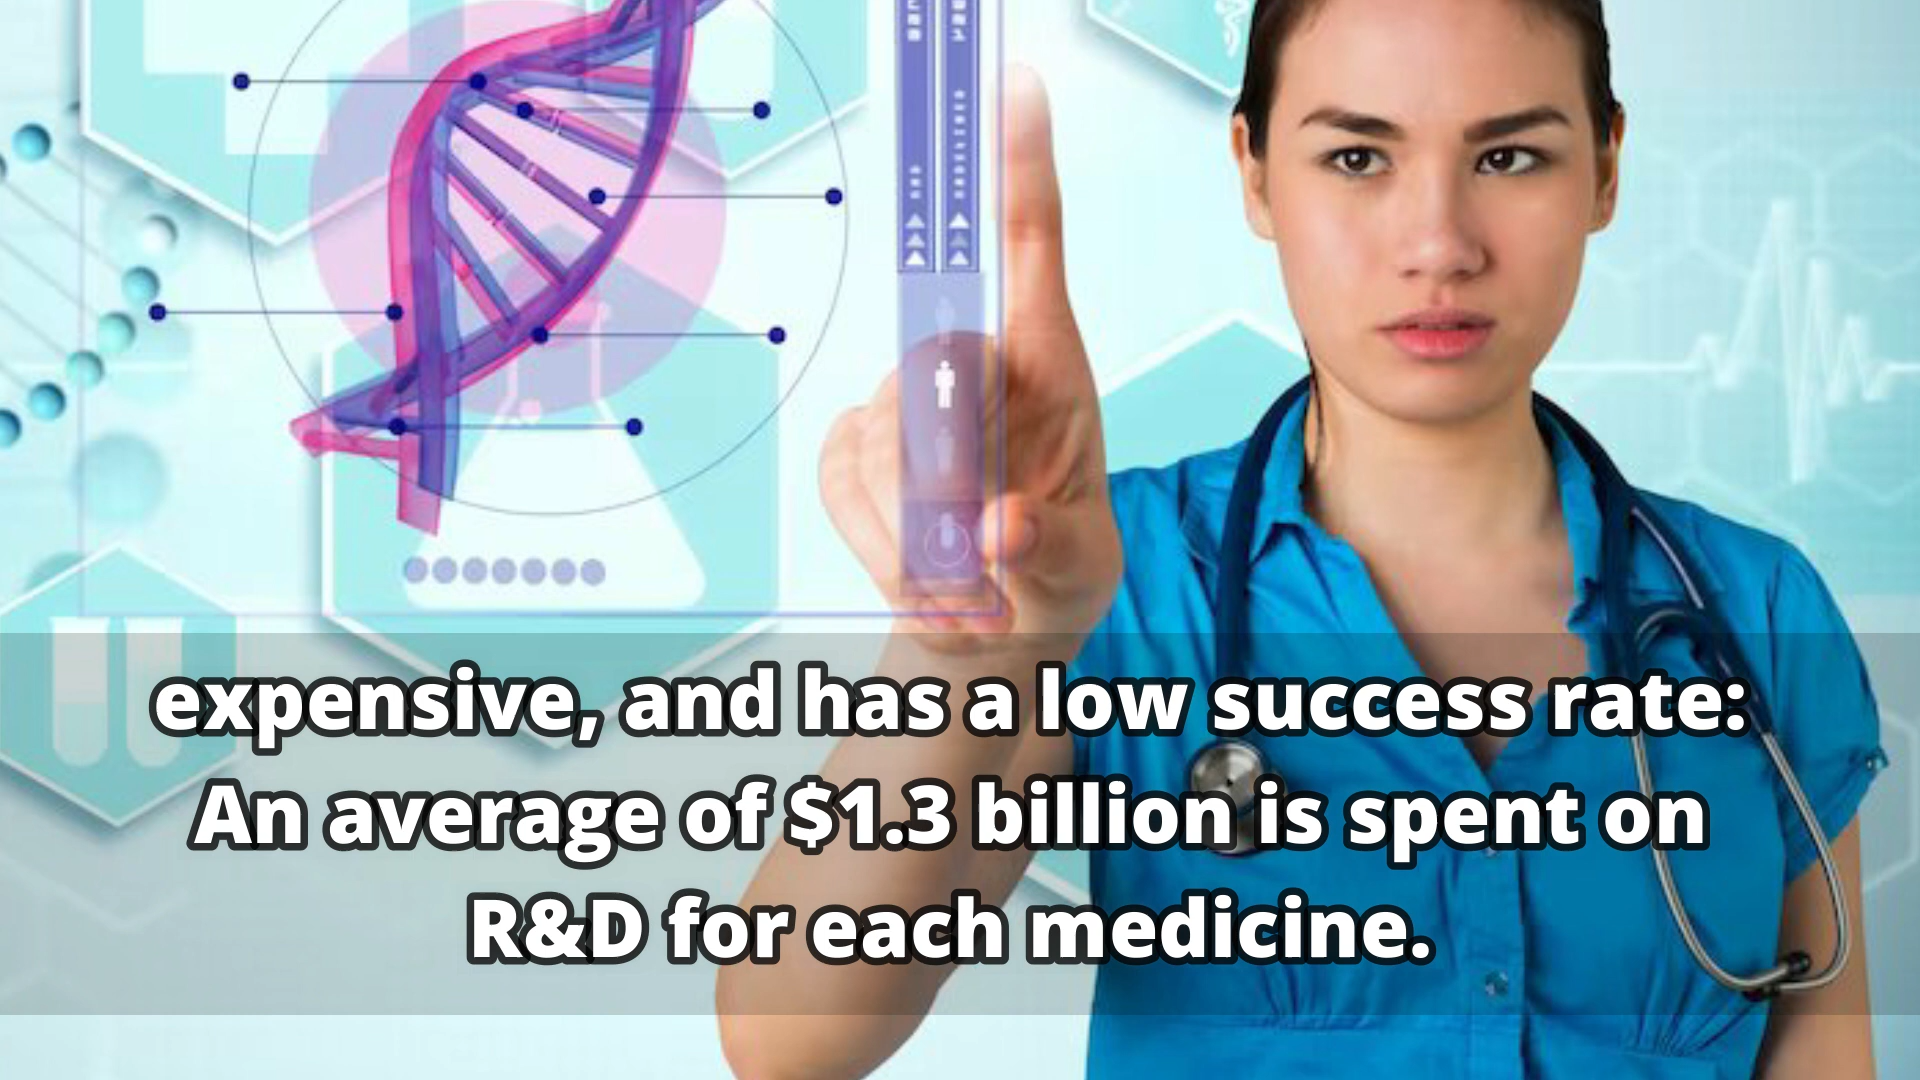 expensive, and has a low success rate:
An average of $1.3 billion is spent on
R&D for each medicine.